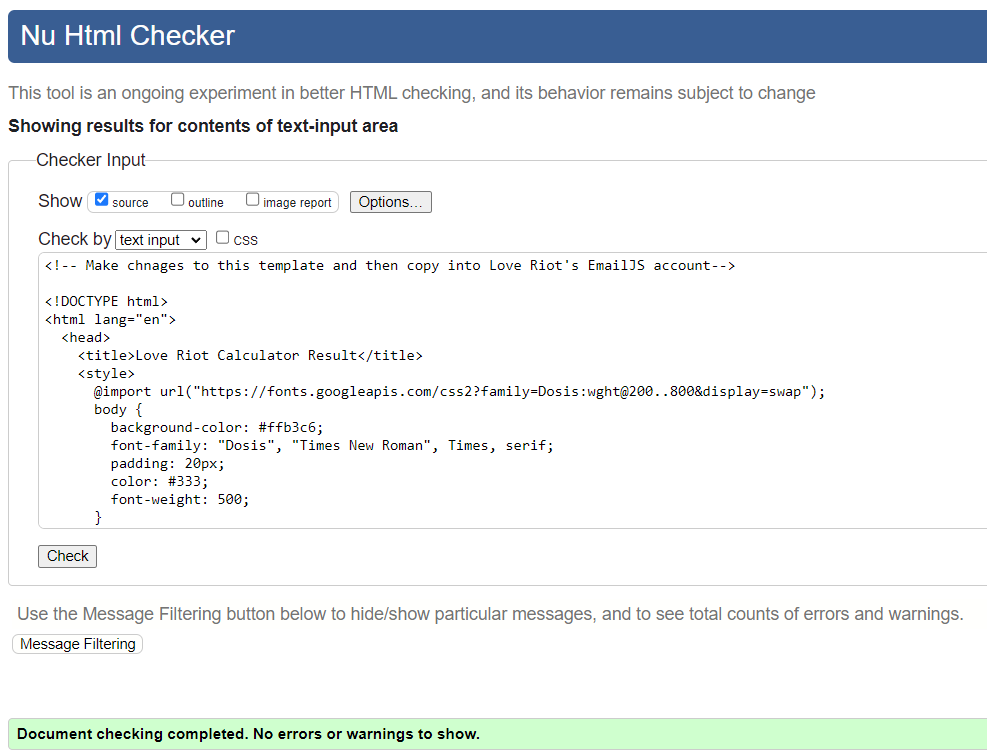 Nu Html Checker
This tool is an ongoing experiment in better HTML checking, and its behavior remains subject to change
Showing results for contents of text-input area
Checker Input
Show source outline image report Options...
Check by text input css
<!-- Make chnages to this template and then copy into Love Riot's EmailJS account-->
<!DOCTYPE html>
<html lang="en">
<head>
<title>Love Riot Calculator Result</title>
<style>
@import url("https://fonts.googleapis.com/css2?family=Dosis:wght@200..800&display=swap");
body {
background-color: #ffb3c6;
font-family: "Dosis", "Times New Roman", Times, serif;
padding: 20px;
color: #333;
font-weight: 500;
}
Check
Use the Message Filtering button below to hide/show particular messages, and to see total counts of errors and warnings.
Message Filtering
Document checking completed. No errors or warnings to show.